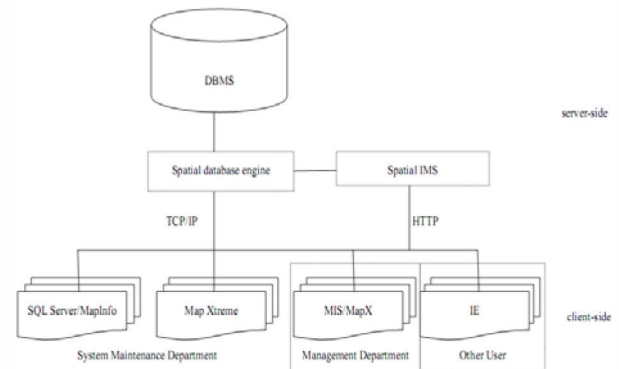 DBMS
server-side
Spatial database engine
Spatial IMS
TCP/IP
HTTP
SQL Server/MapInfo
Map Xtreme
MIS/MapX
IE
client-side
System Maintenance Department
Management Department
Other User